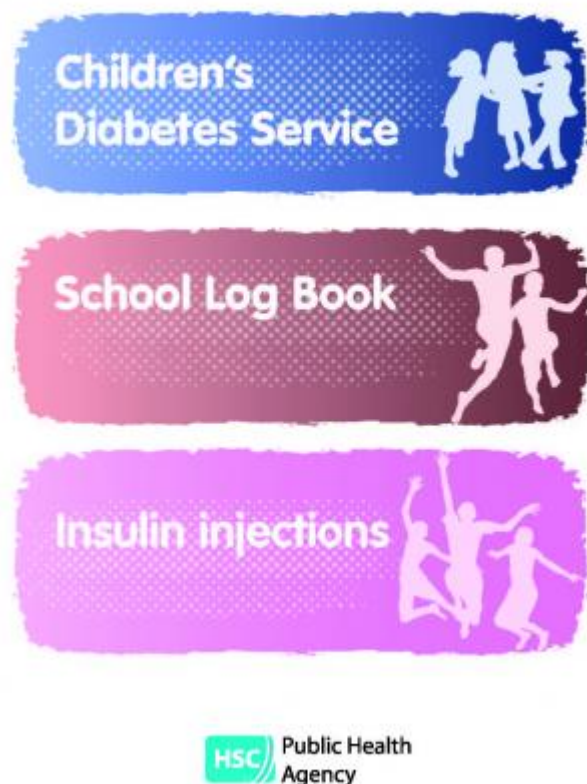 Children's
Diabetes Service
School Log Book
Insulin injections
HSC Public Health
Agency